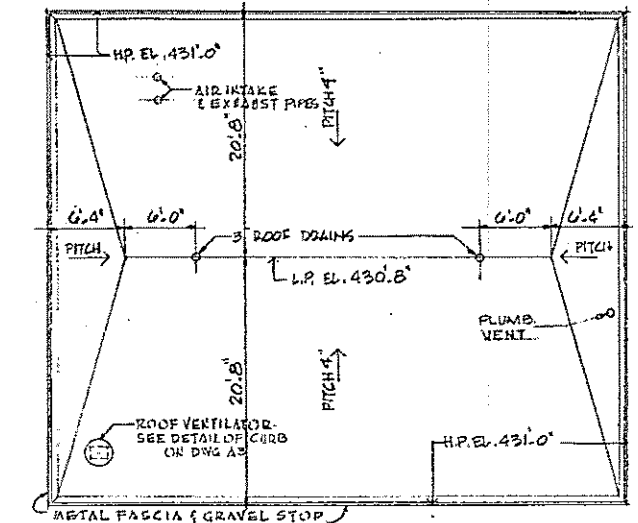 H.P. EL. 431'-0"
AIR INTAKE
& EXHAUST PIPES
PITCH 4"
20'-8"
6'-4"
6'-0"
3" ROOF DRAINS
6'-0"
6'-4"
PITCH
PITCH
L.P. EL. 430'-8"
PLUMB.
VENT
20'-8"
PITCH 4"
ROOF VENTILATOR-
SEE DETAIL OF CURB
ON DWG A3
H.P. EL. 431'-0"
METAL FASCIA & GRAVEL STOP